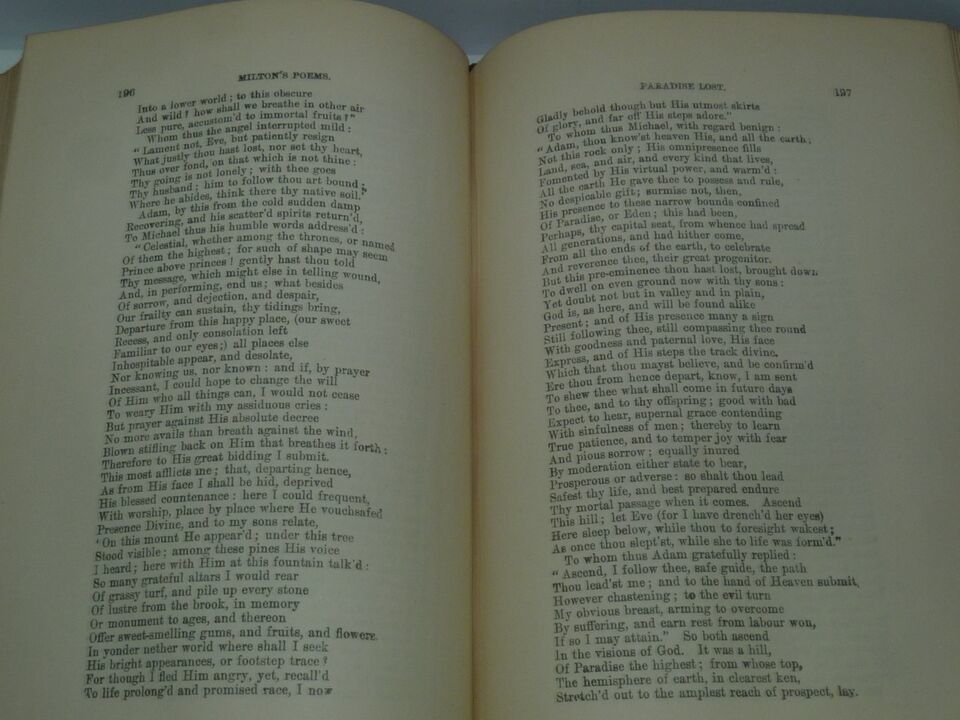 196
MILTON'S POEMS.
Into a lower world; to this obscure
And wild? how shall we breathe in other air
Less pure, accustom'd to immortal fruits?"
Whom thus the angel interrupted mild:
"Lament not, Eve, but patiently resign
What justly thou hast lost, nor set thy heart,
Thus over fond, on that which is not thine:
Thy going is not lonely; with thee goes
Thy husband; him to follow thou art bound;
Where he abides, think there thy native soil."
Adam, by this from the cold sudden damp
Recovering, and his scatter'd spirits return'd,
To Michael thus his humble words address'd:
"Celestial, whether among the thrones, or named
Of them the highest; for such of shape may seem
Prince above princes! gently hast thou told
Thy message, which might else in telling wound,
And, in performing, end us; what besides
Of sorrow, and dejection, and despair,
Our frailty can sustain, thy tidings bring,
Departure from this happy place, (our sweet
Recess, and only consolation left
Familiar to our eyes;) all places else
Inhospitable appear, and desolate,
Nor knowing us, nor known: and if, by prayer
Incessant, I could hope to change the will
Of Him who all things can, I would not cease
To weary Him with my assiduous cries:
But prayer against His absolute decree
No more avails than breath against the wind,
Blown stifling back on Him that breathes it forth:
Therefore to His great bidding I submit.
This most afflicts me; that, departing hence,
As from His face I shall be hid, deprived
His blessed countenance: here I could frequent,
With worship, place by place where He vouchsafed
Presence Divine, and to my sons relate,
'On this mount He appear'd; under this tree
Stood visible; among these pines His voice
I heard; here with Him at this fountain talk'd:
So many grateful altars I would rear
Of grassy turf, and pile up every stone
Of lustre from the brook, in memory
Or monument to ages, and thereon
Offer sweet-smelling gums, and fruits, and flowers.
In yonder nether world where shall I seek
His bright appearances, or footstep trace?
For though I fled Him angry, yet, recall'd
To life prolong'd and promised race, I now
PARADISE LOST.
197
Gladly behold though but His utmost skirts
Of glory, and far off His steps adore."
To whom thus Michael, with regard benign:
"Adam, thou know'st heaven His, and all the earth;
Not this rock only; His omnipresence fills
Land, sea, and air, and every kind that lives,
Fomented by His virtual power, and warm'd:
All the earth He gave thee to possess and rule,
No despicable gift; surmise not, then,
His presence to these narrow bounds confined
Of Paradise, or Eden; this had been,
Perhaps, thy capital seat, from whence had spread
All generations, and had hither come,
From all the ends of the earth, to celebrate
And reverence thee, their great progenitor.
But this pre-eminence thou hast lost, brought down
To dwell on even ground now with thy sons:
Yet doubt not but in valley and in plain,
God is, as here, and will be found alike
Present; and of His presence many a sign
Still following thee, still compassing thee round
With goodness and paternal love, His face
Express, and of His steps the track divine.
Which that thou mayst believe, and be confirm'd
Ere thou from hence depart, know, I am sent
To shew thee what shall come in future days
To thee, and to thy offspring; good with bad
Expect to hear, supernal grace contending
With sinfulness of men; thereby to learn
True patience, and to temper joy with fear
And pious sorrow; equally inured
By moderation either state to bear,
Prosperous or adverse: so shalt thou lead
Safest thy life, and best prepared endure
Thy mortal passage when it comes. Ascend
This hill; let Eve (for I have drench'd her eyes)
Here sleep below, while thou to foresight wakest;
As once thou slept'st, while she to life was form'd."
To whom thus Adam gratefully replied:
"Ascend, I follow thee, safe guide, the path
Thou lead'st me; and to the hand of Heaven submit,
However chastening; to the evil turn
My obvious breast, arming to overcome
By suffering, and earn rest from labour won,
If so I may attain." So both ascend
In the visions of God. It was a hill,
Of Paradise the highest; from whose top,
The hemisphere of earth, in clearest ken,
Stretch'd out to the amplest reach of prospect, lay.